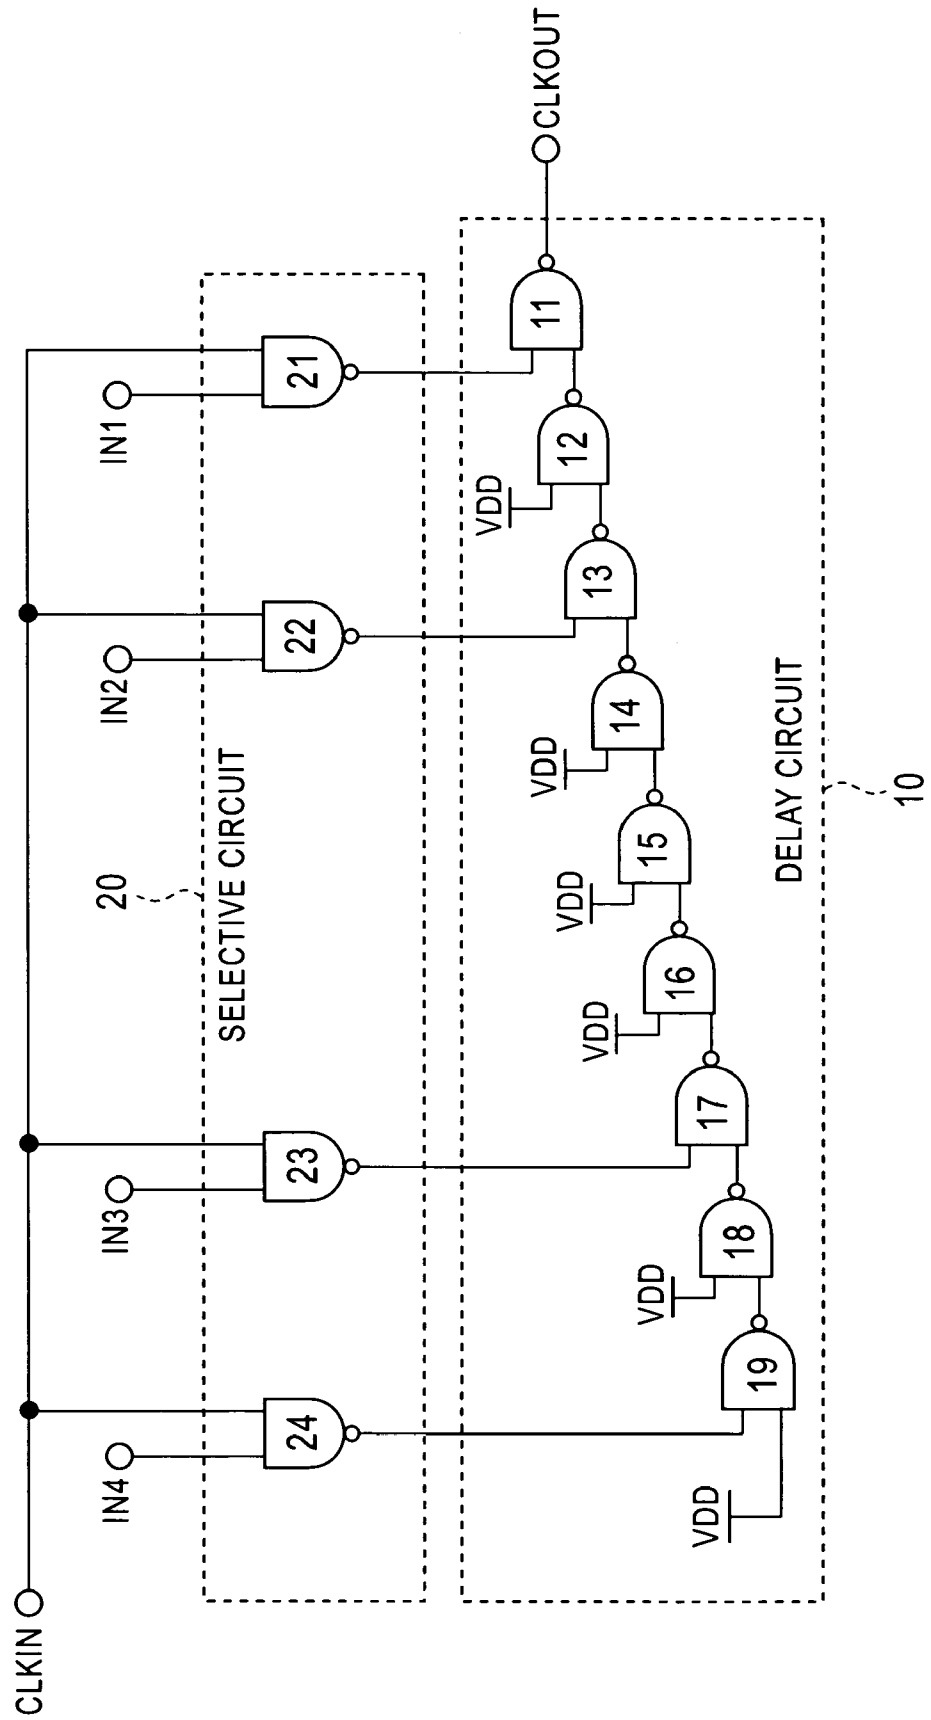 CLKIN
IN4
IN3
IN2
IN1
20
SELECTIVE CIRCUIT
24
23
22
21
CLKOUT
VDD
19
VDD
18
17
VDD
16
VDD
15
VDD
14
13
VDD
12
11
DELAY CIRCUIT
10